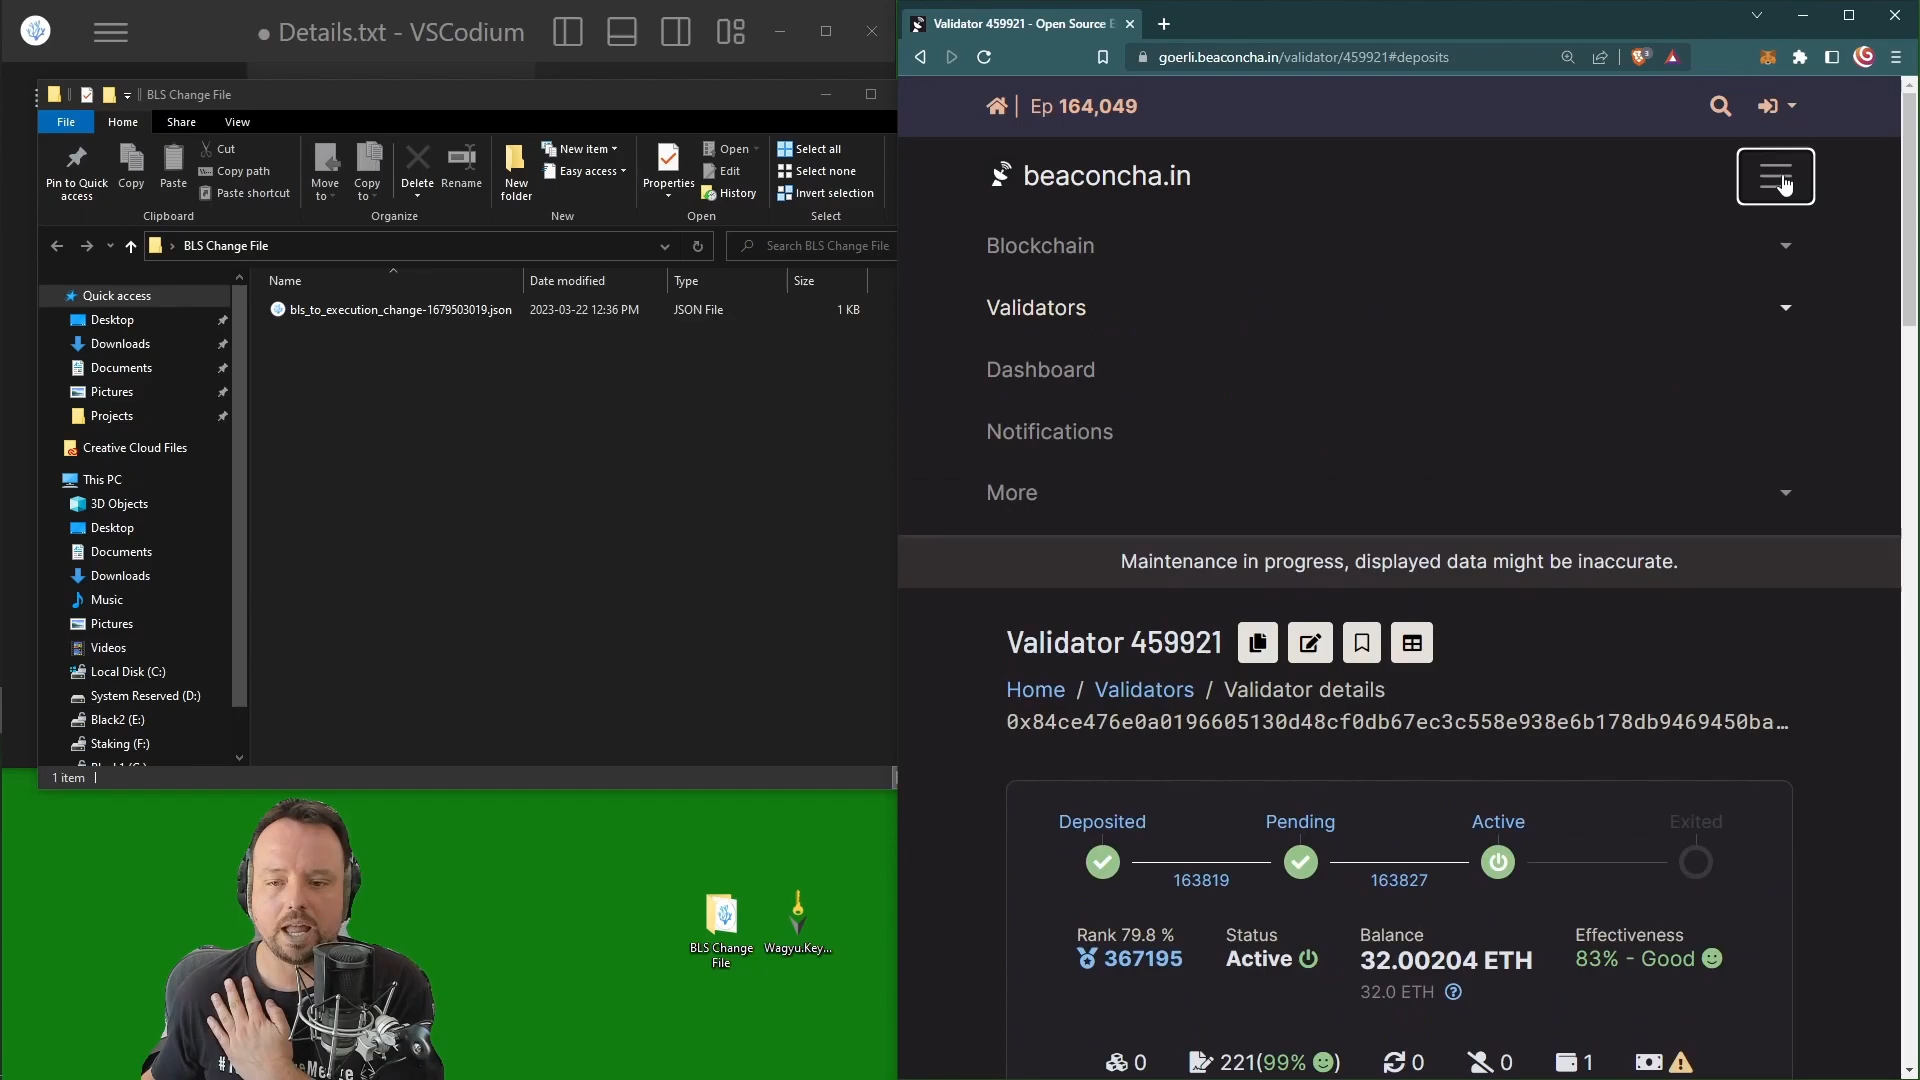 ● Details.txt - VSCodium
BLS Change File
File
Home
Share
View
Pin to Quick
access
Copy
Paste
Cut
Copy path
Paste shortcut
Clipboard
Move
to
Copy
to
Delete
Rename
Organize
New
folder
New item
Easy access
New
Properties
Open
Edit
History
Open
Select all
Select none
Invert selection
Select
BLS Change File
Search BLS Change File
Name
Date modified
Type
Size
bls_to_execution_change-1679503019.json
2023-03-22 12:36 PM
JSON File
1 KB
Quick access
Desktop
Downloads
Documents
Pictures
Projects
Creative Cloud Files
This PC
3D Objects
Desktop
Documents
Downloads
Music
Pictures
Videos
Local Disk (C:)
System Reserved (D:)
Black2 (E:)
Staking (F:)
1 item
BLS Change
File
Wagyu.Key...
Validator 459921 - Open Source E
goerli.beaconcha.in/validator/459921#deposits
3
Ep 164,049
beaconcha.in
Blockchain
Validators
Dashboard
Notifications
More
Maintenance in progress, displayed data might be inaccurate.
Validator 459921
Home / Validators / Validator details
0x84ce476e0a0196605130d48cf0db67ec3c558e938e6b178db9469450ba…
Deposited
Pending
Active
Exited
163819
163827
Rank 79.8 %
367195
Status
Active
Balance
32.00204 ETH
32.0 ETH
Effectiveness
83% - Good
0
221(99% )
0
0
1